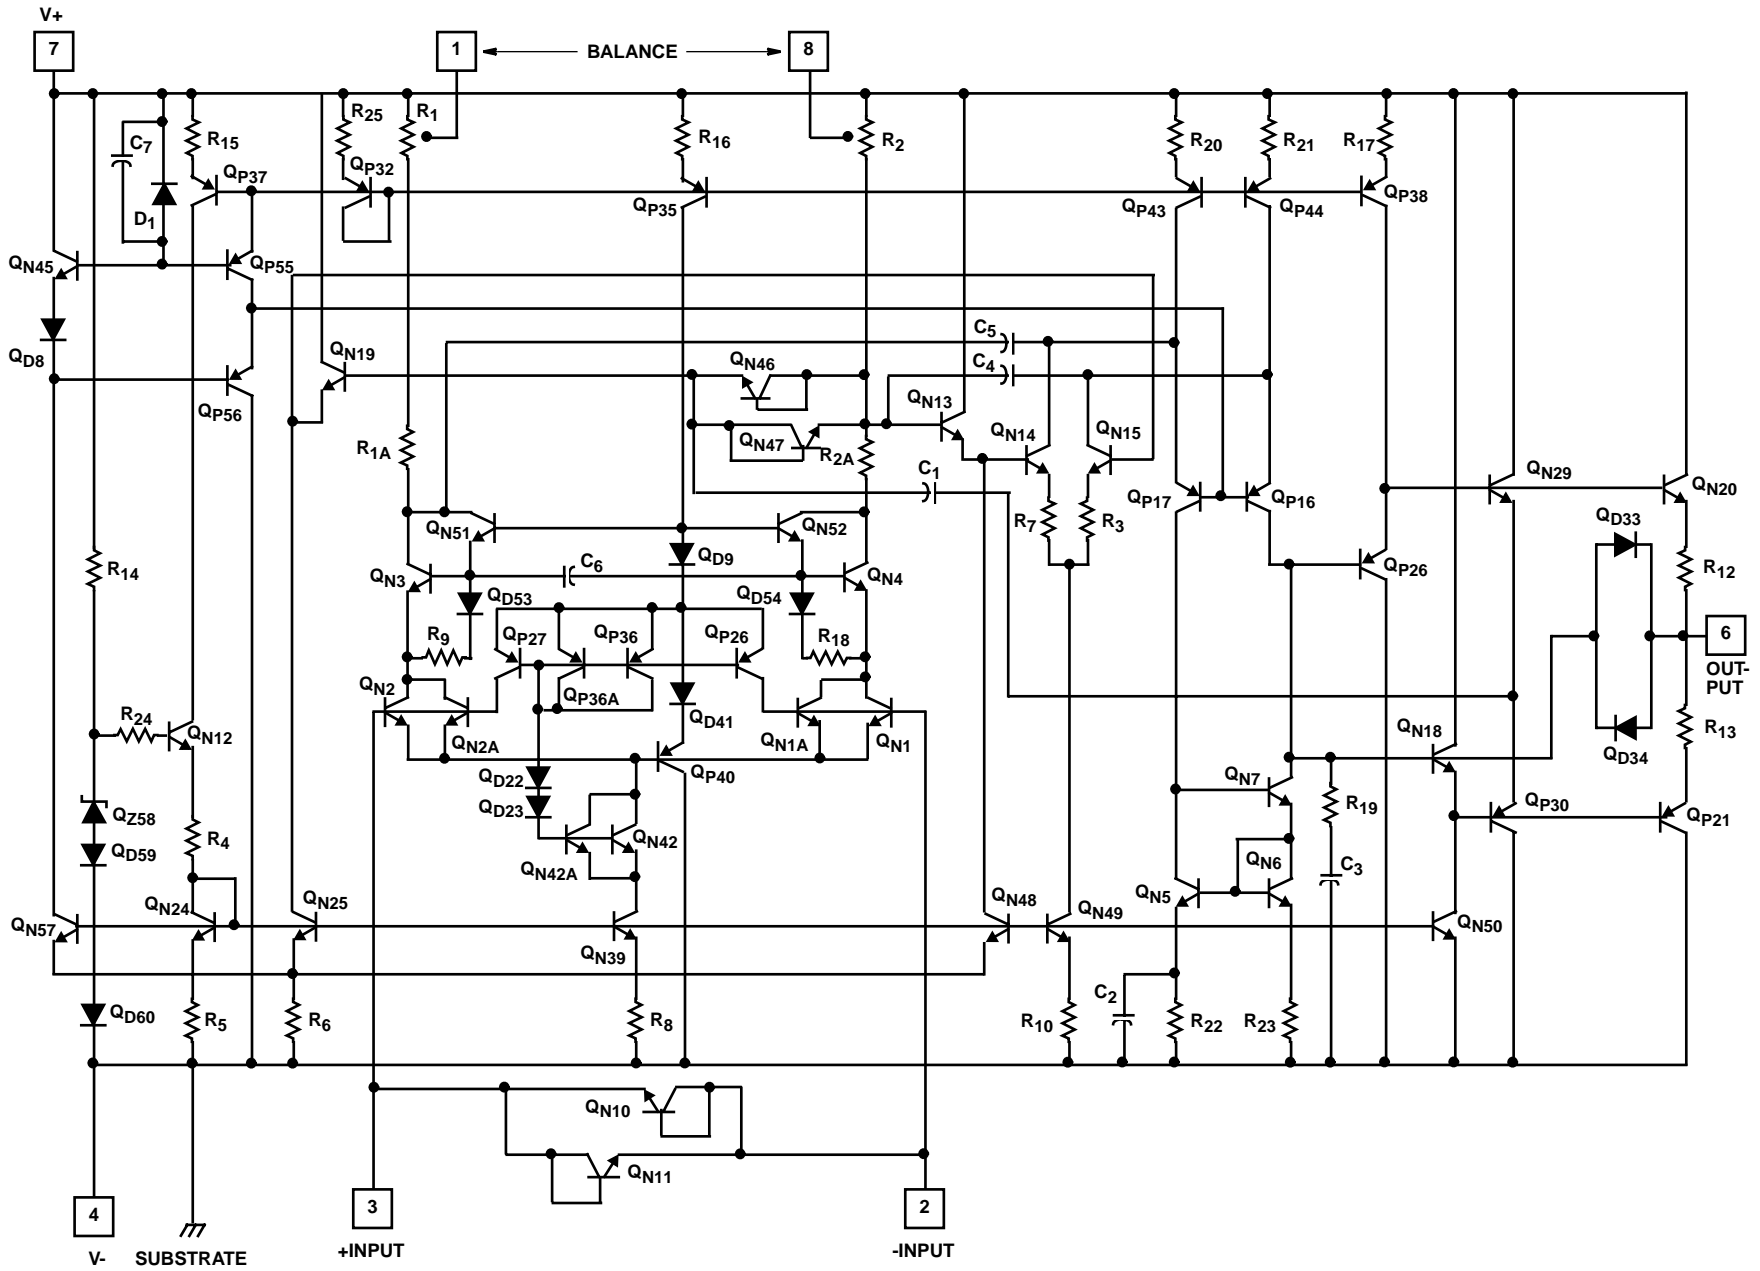 V+
7
1
BALANCE
8
C7
R15
R25
R1
R16
R2
R20
R21
R17
QP37
QP32
D1
QP35
QP43
QP44
QP38
QN45
QP55
QD8
QN19
QN46
C5
C4
QP56
QN13
QN14
QN15
QN47
R2A
R1A
C1
QP17
QP16
QN29
QN20
R7
R3
QN51
QN52
QD33
QD9
R14
QN3
C6
QN4
QP26
R12
QD53
QD54
R9
QP27
QP36
QP26
R18
6
OUT-
PUT
QN2
QP36A
QD41
R24
QN12
QN2A
QN1A
QN1
QN18
R13
QD34
QD22
QP40
QN7
QD23
R19
QZ58
QP30
QP21
R4
QN42
QD59
QN42A
QN6
C3
QN5
QN57
QN24
QN25
QN48
QN49
QN50
QN39
C2
QD60
R5
R6
R8
R10
R22
R23
QN10
QN11
4
3
2
V-
SUBSTRATE
+INPUT
-INPUT